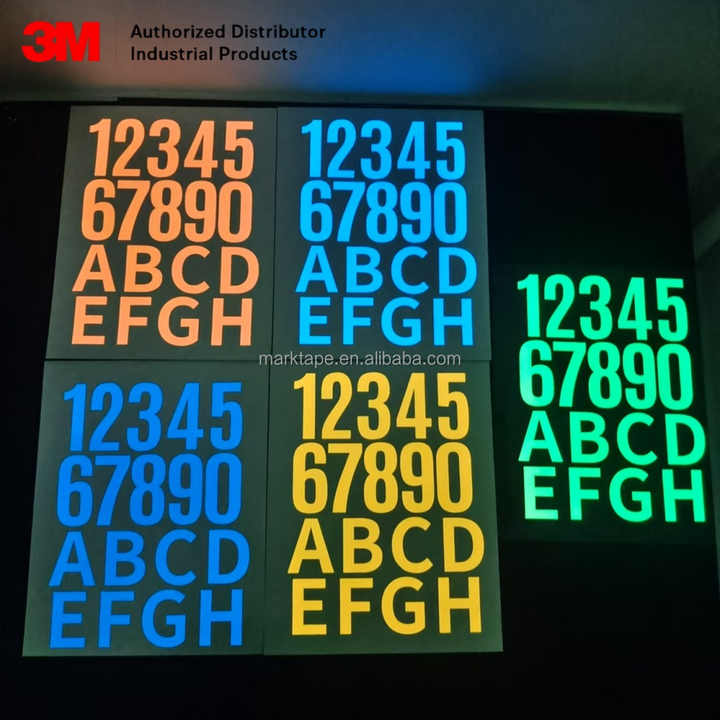 3M
Authorized Distributor
Industrial Products
12345
67890
ABCD
EFGH
12345
67890
ABCD
EFGH
12345
67890
ABCD
EFGH
marktape.en.alibaba.com
12345
67890
ABCD
EFGH
12345
67890
ABCD
EFGH